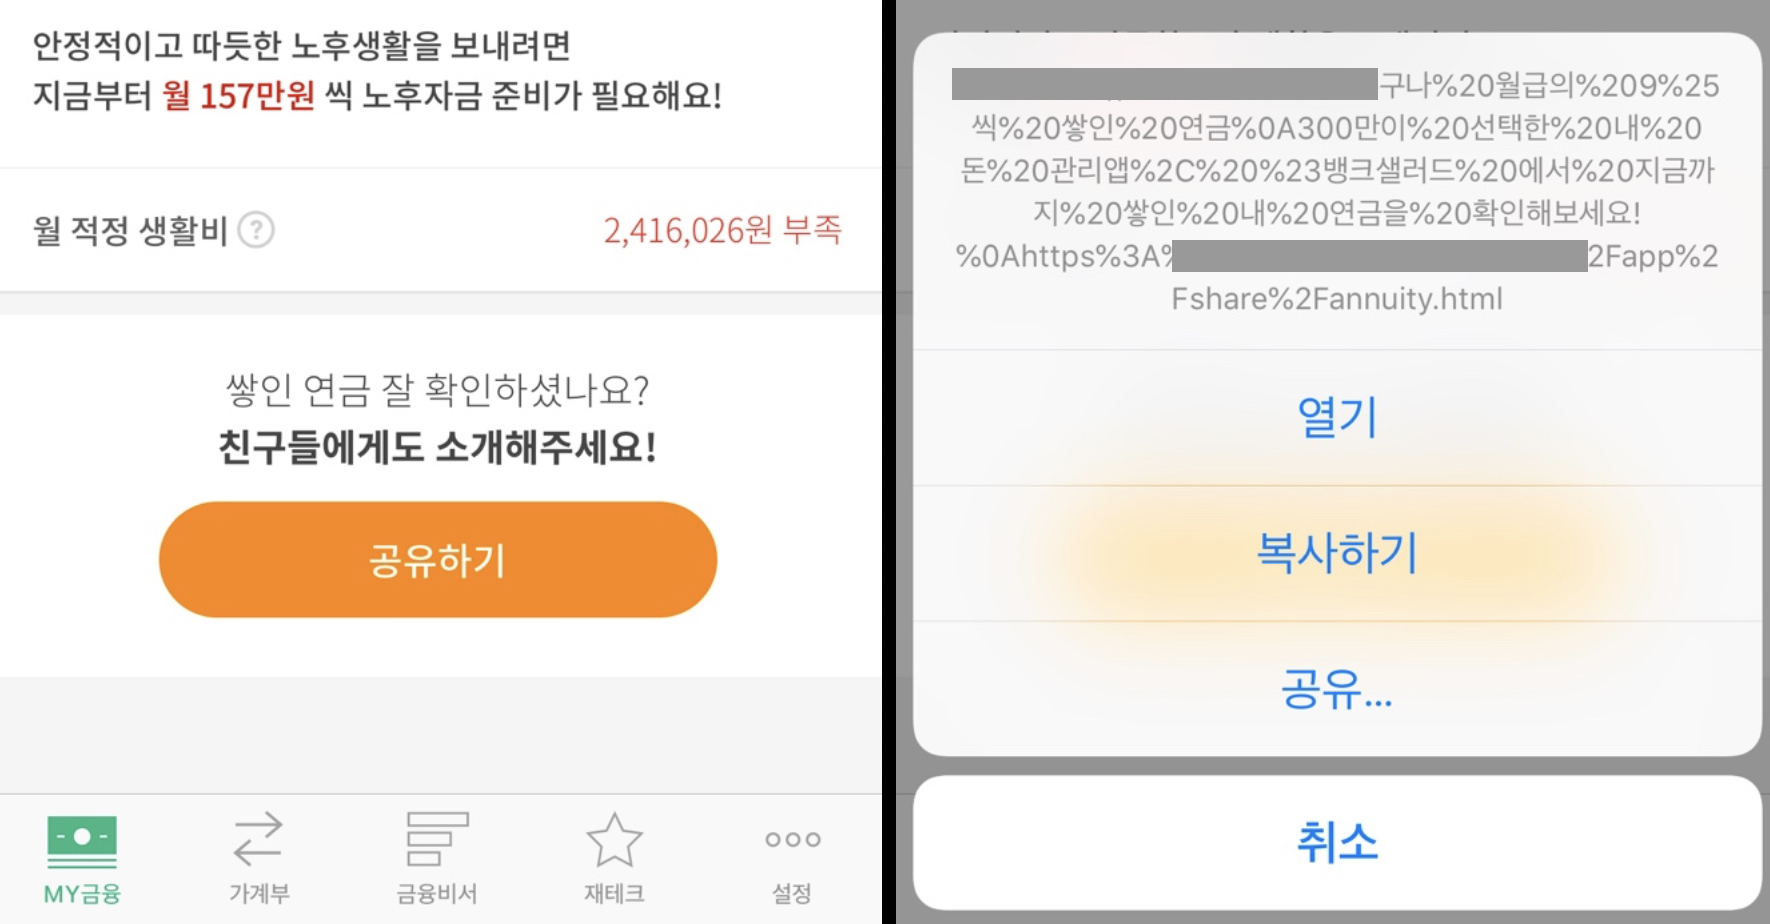 안정적이고 따듯한 노후생활을 보내려면
지금부터 월 157만원 씩 노후자금 준비가 필요해요!
월 적정 생활비 ?
2,416,026원 부족
쌓인 연금 잘 확인하셨나요?
친구들에게도 소개해주세요!
공유하기
MY금융
가계부
금융비서
재테크
설정
구나%20월급의%209%25
씩%20쌓인%20연금%0A300만이%20선택한%20내%20
돈%20관리앱%2C%20%23뱅크샐러드%20에서%20지금까
지%20쌓인%20내%20연금을%20확인해보세요!
%0Ahttps%3A% 2Fapp%2
Fshare%2Fannuity.html
열기
복사하기
공유...
취소